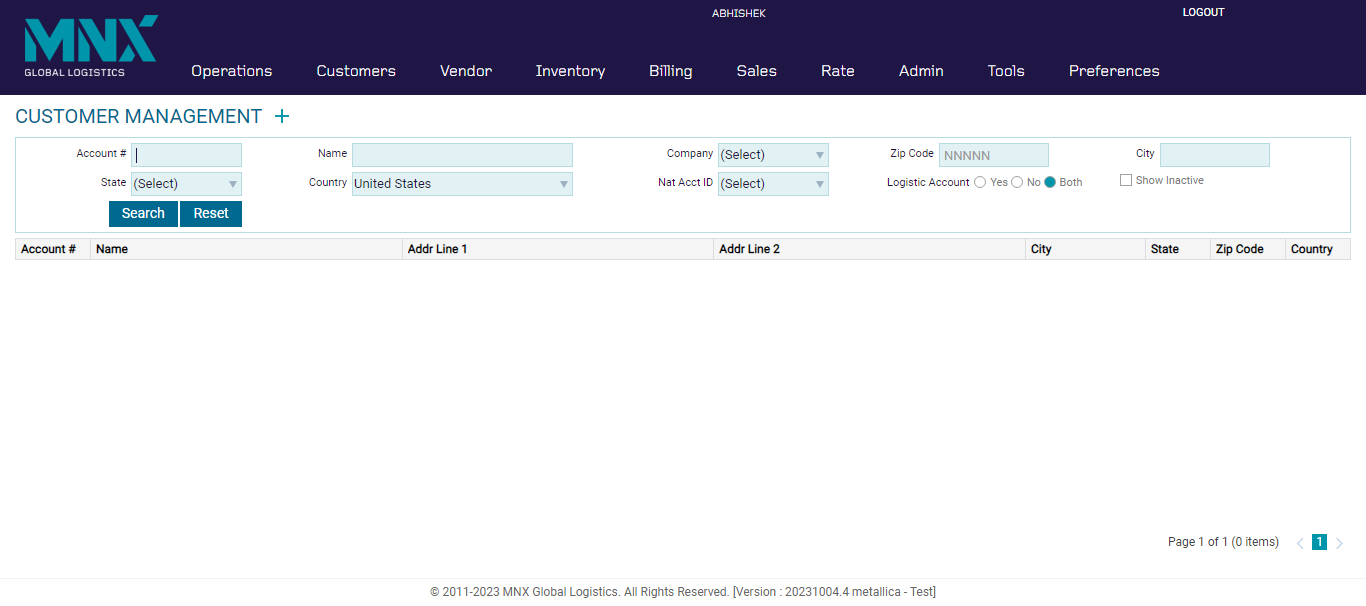 ABHISHEK
LOGOUT
MNX
GLOBAL LOGISTICS
Operations Customers Vendor Inventory Billing Sales Rate Admin Tools Preferences
CUSTOMER MANAGEMENT +
Account # Name Company (Select) Zip Code NNNNN City
State (Select) Country United States Nat Acct ID (Select) Logistic Account Yes No Both Show Inactive
Search Reset
Account # Name Addr Line 1 Addr Line 2 City State Zip Code Country
Page 1 of 1 (0 items) 1
© 2011-2023 MNX Global Logistics. All Rights Reserved. [Version : 20231004.4 metallica - Test]